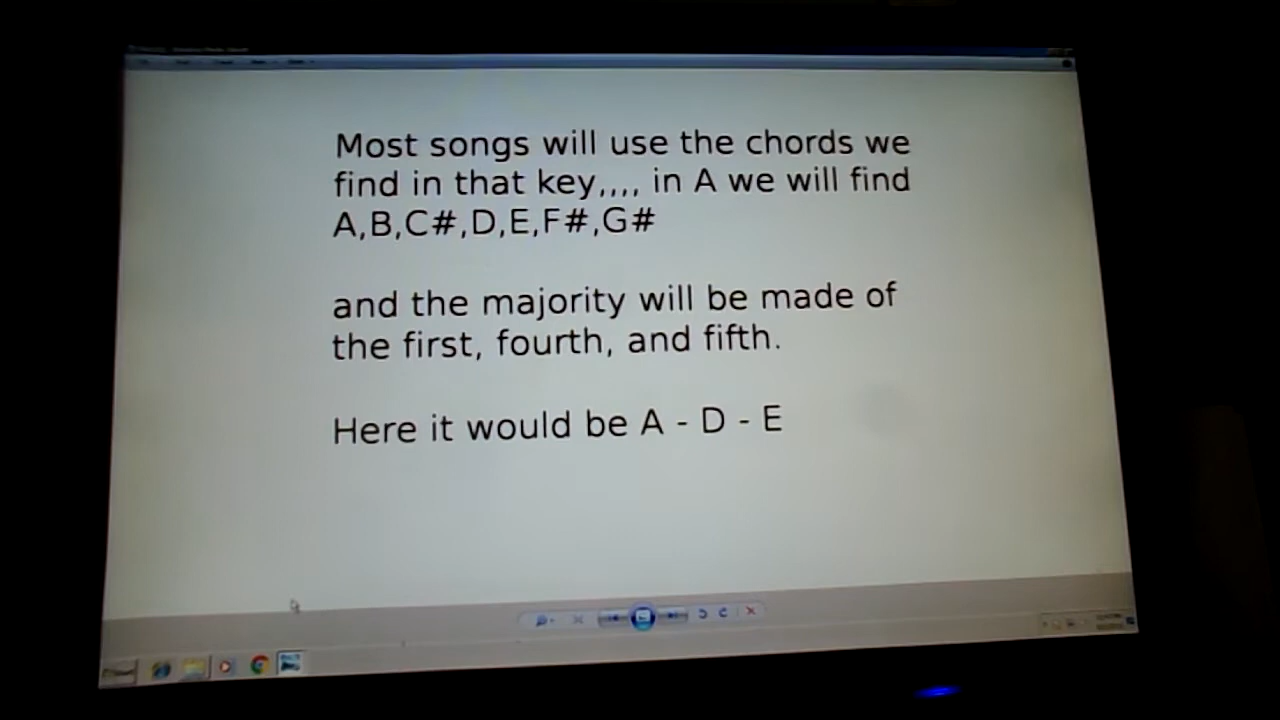 Most songs will use the chords we
find in that key,,,, in A we will find
A,B,C#,D,E,F#,G#
and the majority will be made of
the first, fourth, and fifth.
Here it would be A - D - E